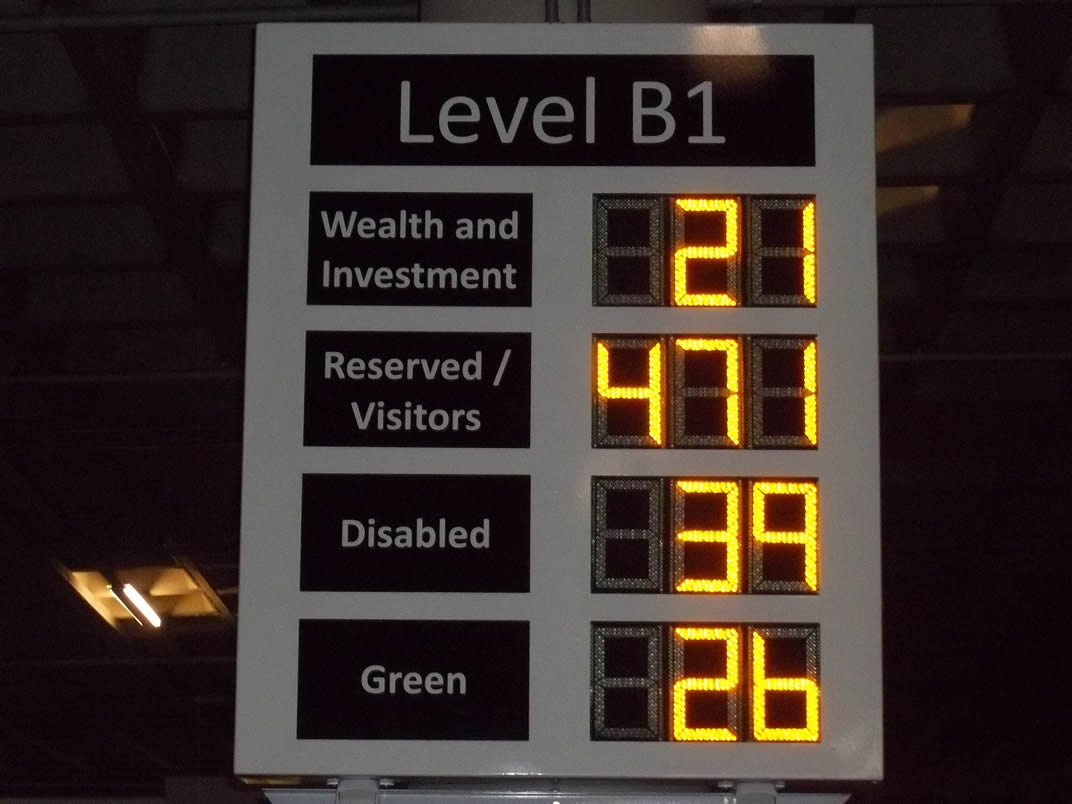 Level B1
Wealth and
Investment
21
Reserved /
Visitors
471
Disabled
39
Green
26